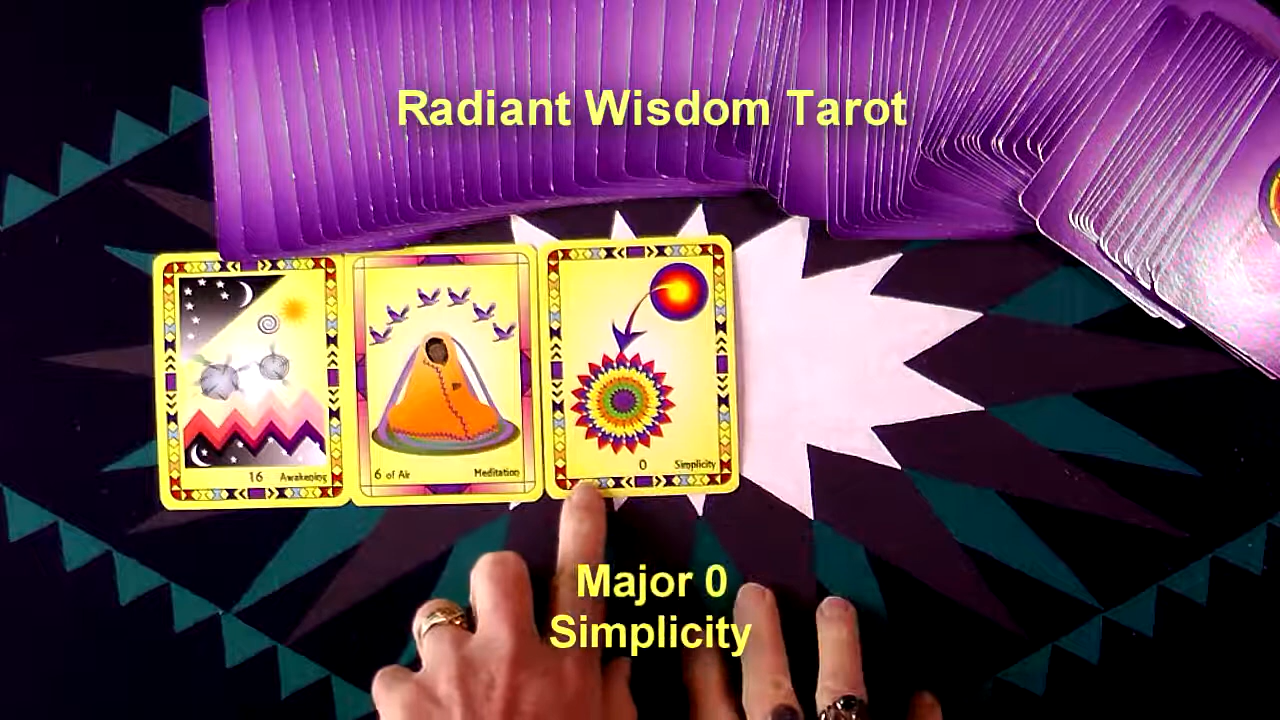 Radiant Wisdom Tarot
16 Awakening
6 of Air Meditation
0 Simplicity
Major 0
Simplicity